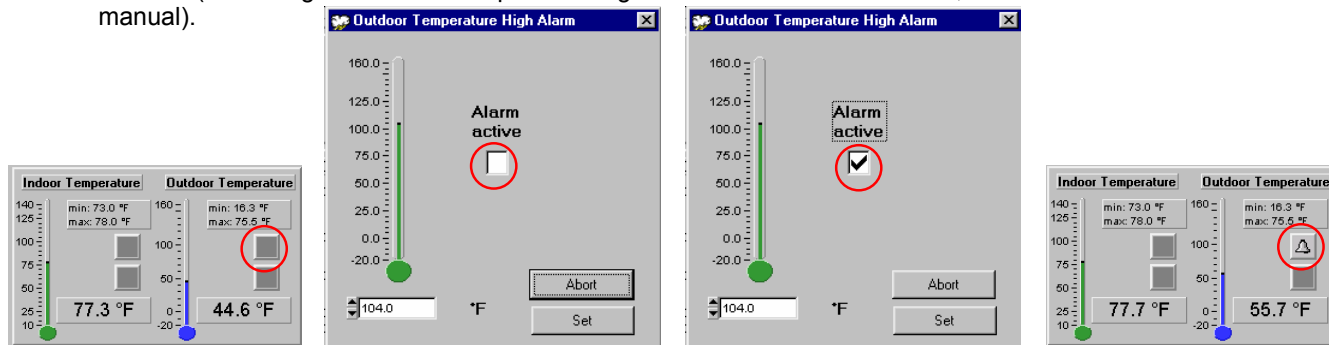 manual).
Indoor Temperature Outdoor Temperature
140 min: 73.0 °F 160 min: 16.3 °F
125 max: 78.0 °F max: 75.5 °F
100 100
75
50 50
25 77.3 °F 0 44.6 °F
10 -20
Outdoor Temperature High Alarm
160.0
125.0
Alarm
100.0 active
75.0
50.0
25.0
0.0
-20.0
Abort
104.0 °F
Set
Outdoor Temperature High Alarm
160.0
125.0
Alarm
100.0 active
75.0
50.0
25.0
0.0
-20.0
Abort
104.0 °F
Set
Indoor Temperature Outdoor Temperature
140 min: 73.0 °F 160 min: 16.3 °F
125 max: 78.0 °F max: 75.5 °F
100 100
75
50 50
25 77.7 °F 0 55.7 °F
10 -20